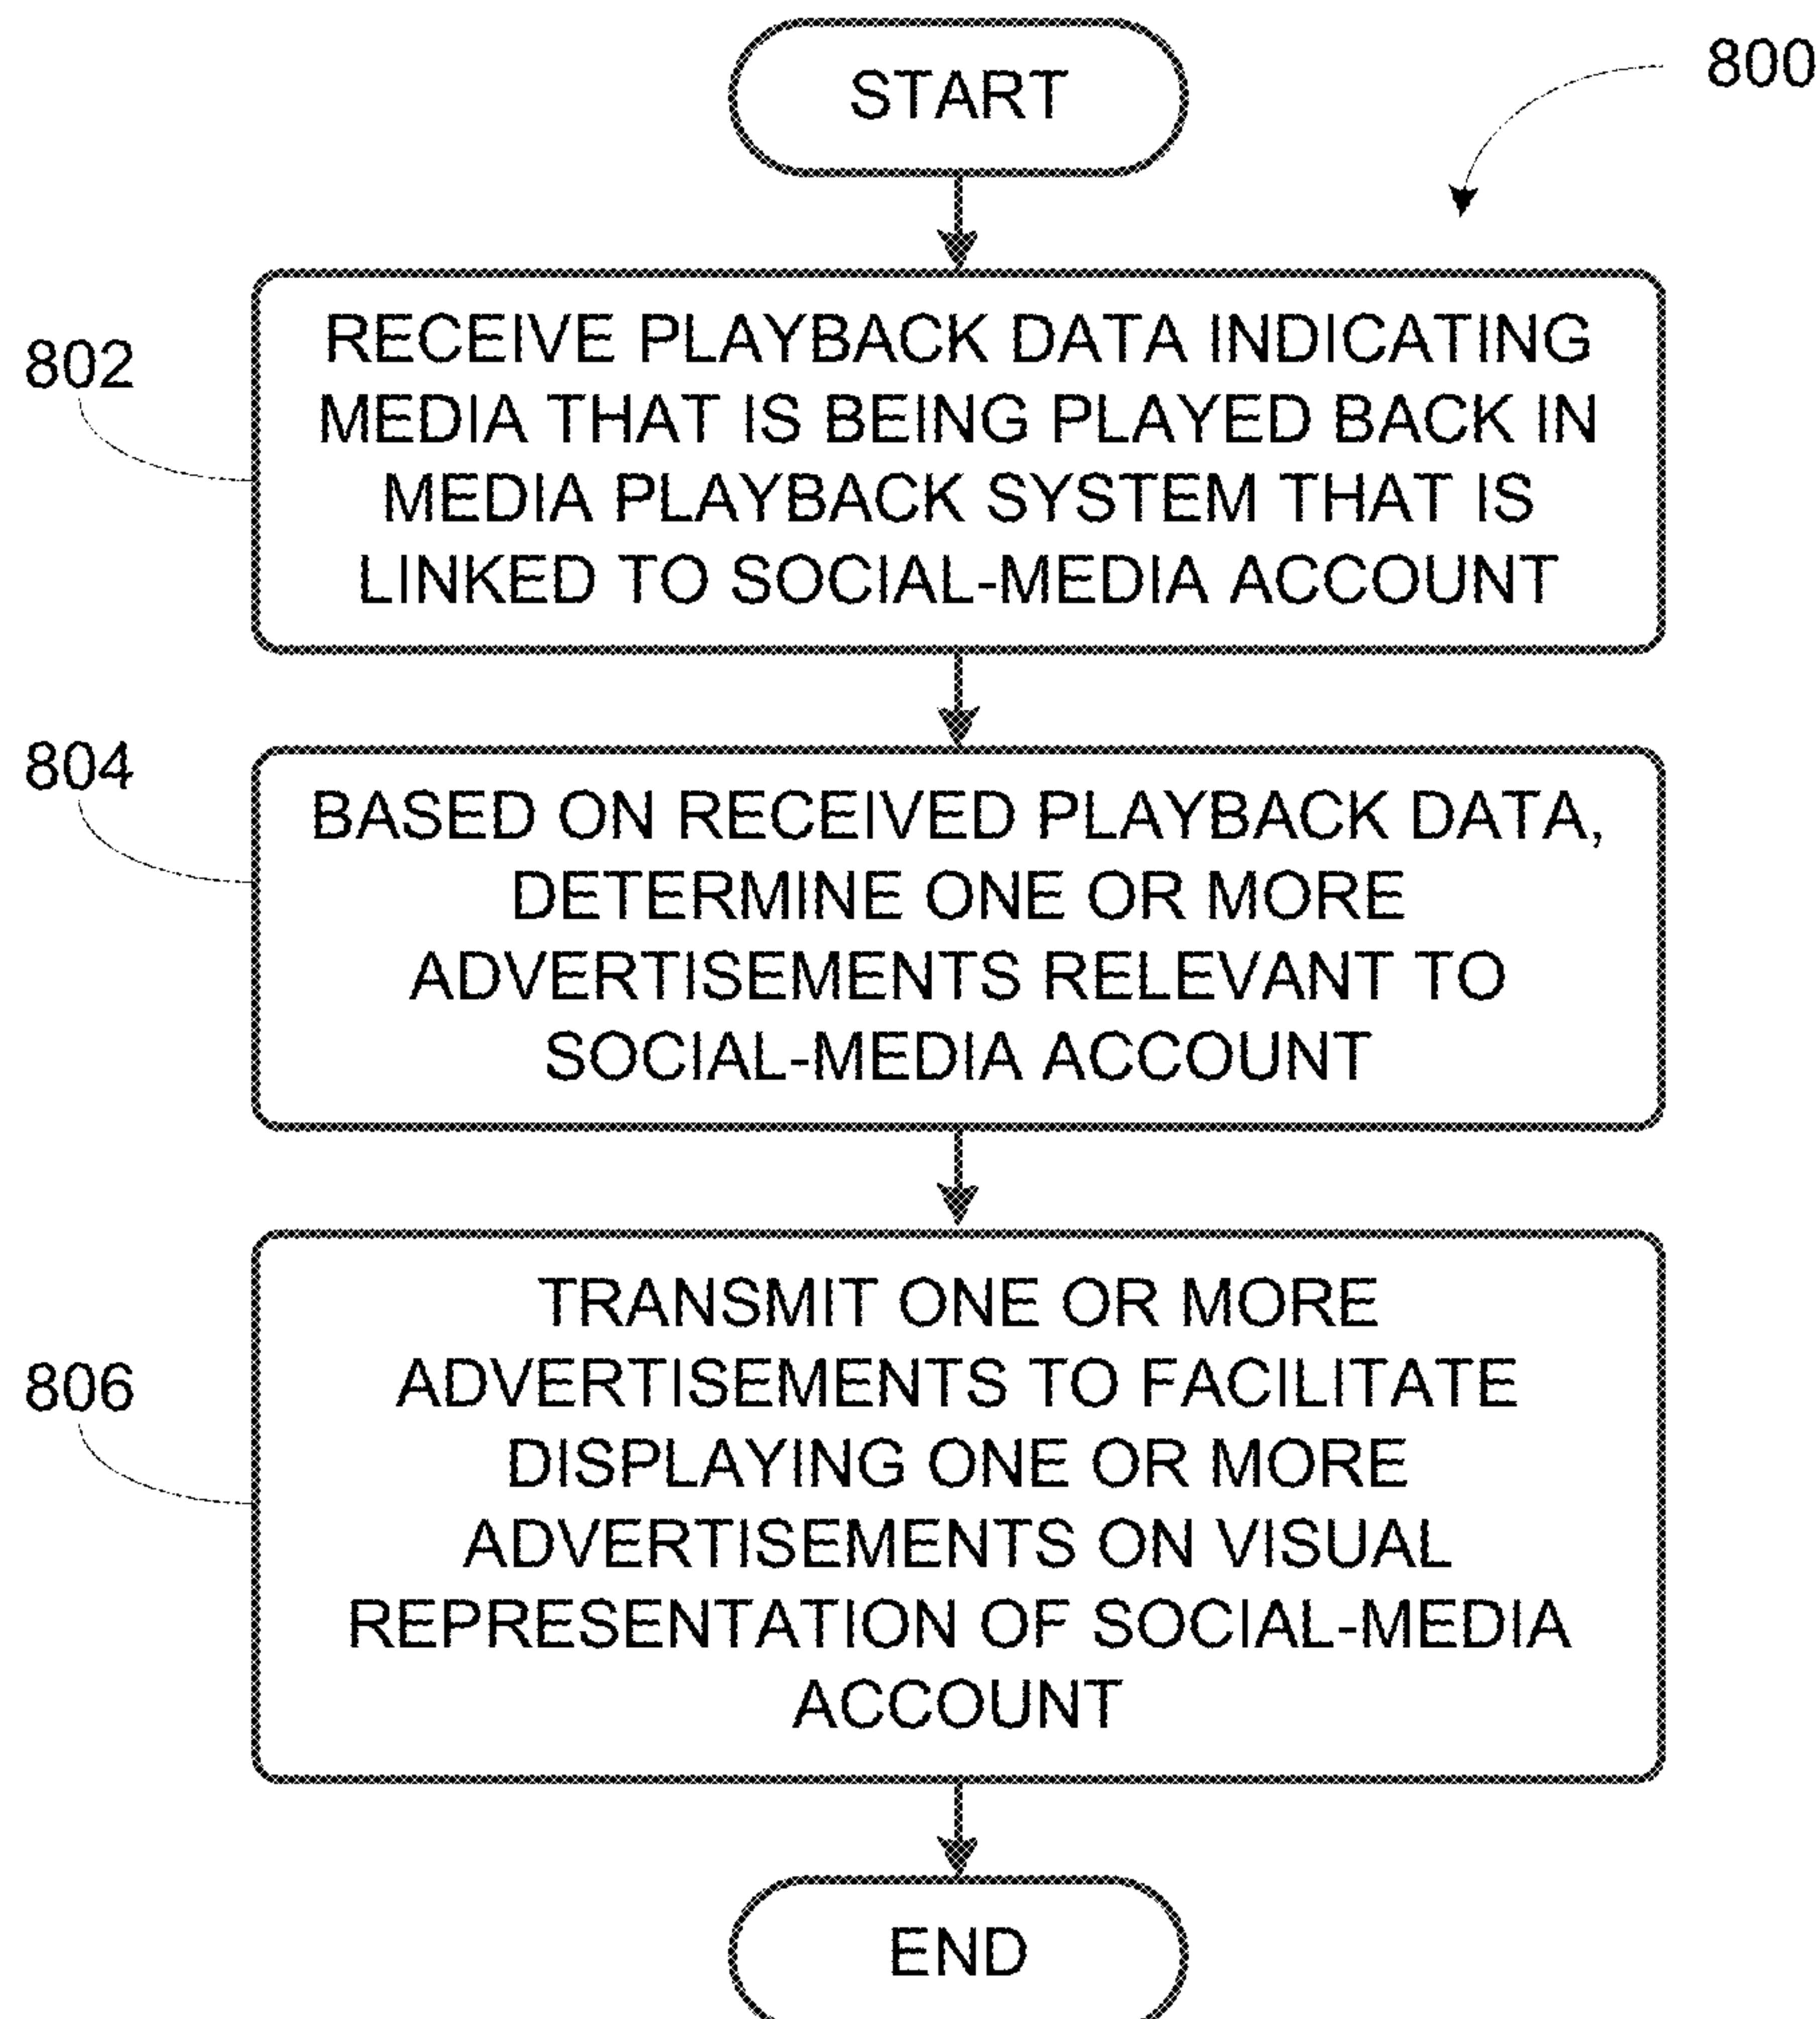 START
800
802
RECEIVE PLAYBACK DATA INDICATING
MEDIA THAT IS BEING PLAYED BACK IN
MEDIA PLAYBACK SYSTEM THAT IS
LINKED TO SOCIAL-MEDIA ACCOUNT
804
BASED ON RECEIVED PLAYBACK DATA,
DETERMINE ONE OR MORE
ADVERTISEMENTS RELEVANT TO
SOCIAL-MEDIA ACCOUNT
806
TRANSMIT ONE OR MORE
ADVERTISEMENTS TO FACILITATE
DISPLAYING ONE OR MORE
ADVERTISEMENTS ON VISUAL
REPRESENTATION OF SOCIAL-MEDIA
ACCOUNT
END